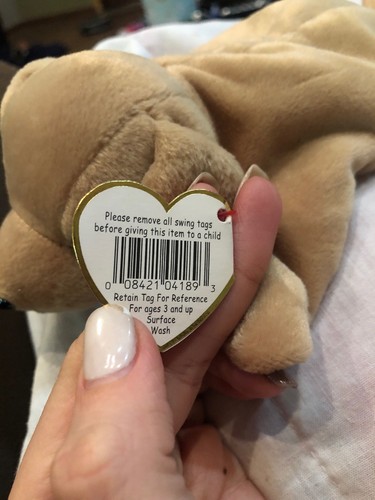 Please remove all swing tags
before giving this item to a child
0 08421 04189 3
Retain Tag For Reference
For ages 3 and up
Surface
Wash